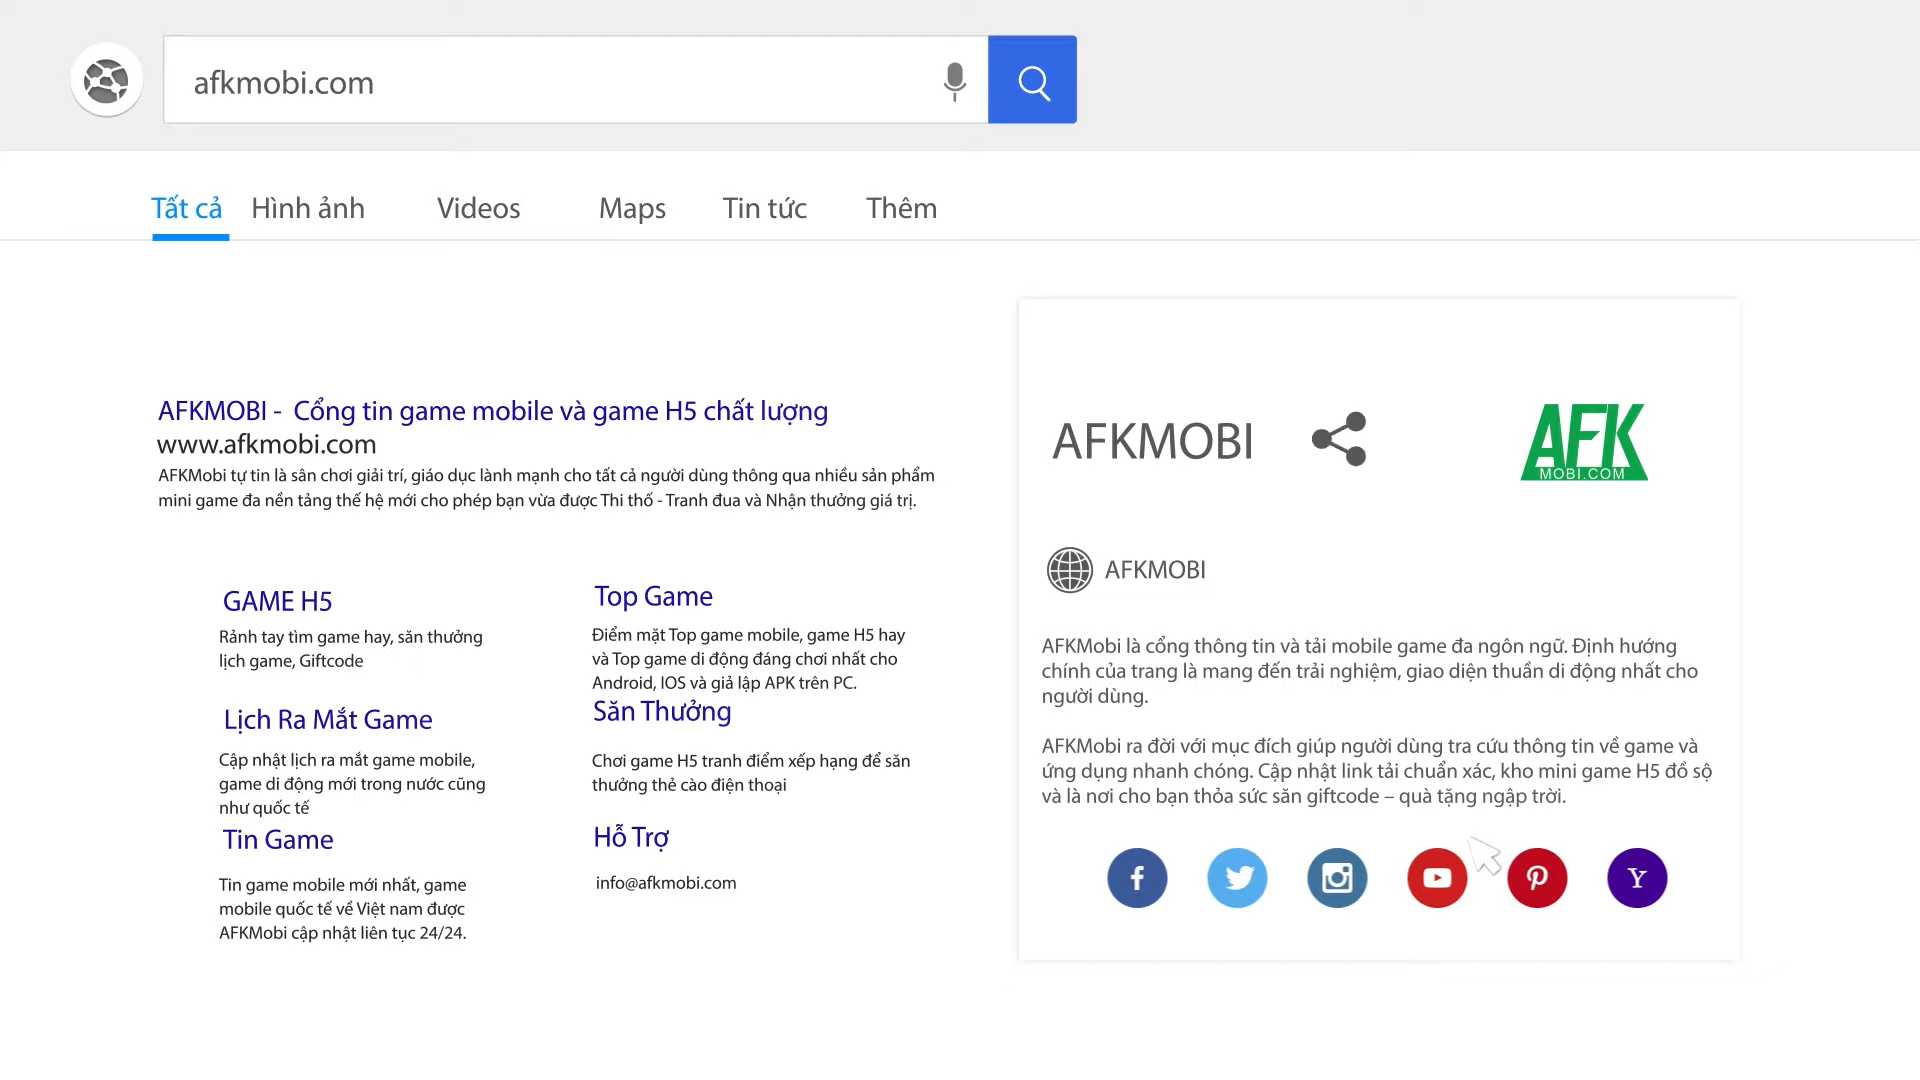 afkmobi.com
Tất cả
Hình ảnh
Videos
Maps
Tin tức
Thêm
AFKMOBI - Cổng tin game mobile và game H5 chất lượng
www.afkmobi.com
AFKMobi tự tin là sân chơi giải trí, giáo dục lành mạnh cho tất cả người dùng thông qua nhiều sản phẩm
mini game đa nền tảng thế hệ mới cho phép bạn vừa được Thi thố - Tranh đua và Nhận thưởng giá trị.
GAME H5
Rảnh tay tìm game hay, săn thưởng
lịch game, Giftcode
Lịch Ra Mắt Game
Cập nhật lịch ra mắt game mobile,
game di động mới trong nước cũng
như quốc tế
Tin Game
Tin game mobile mới nhất, game
mobile quốc tế về Việt nam được
AFKMobi cập nhật liên tục 24/24.
Top Game
Điểm mặt Top game mobile, game H5 hay
và Top game di động đáng chơi nhất cho
Android, IOS và giả lập APK trên PC.
Săn Thưởng
Chơi game H5 tranh điểm xếp hạng để săn
thưởng thẻ cào điện thoại
Hỗ Trợ
info@afkmobi.com
AFKMOBI
AFK
MOBI.COM
AFKMOBI
AFKMobi là cổng thông tin và tải mobile game đa ngôn ngữ. Định hướng
chính của trang là mang đến trải nghiệm, giao diện thuần di động nhất cho
người dùng.
AFKMobi ra đời với mục đích giúp người dùng tra cứu thông tin về game và
ứng dụng nhanh chóng. Cập nhật link tải chuẩn xác, kho mini game H5 đồ sộ
và là nơi cho bạn thỏa sức săn giftcode – quà tặng ngập trời.